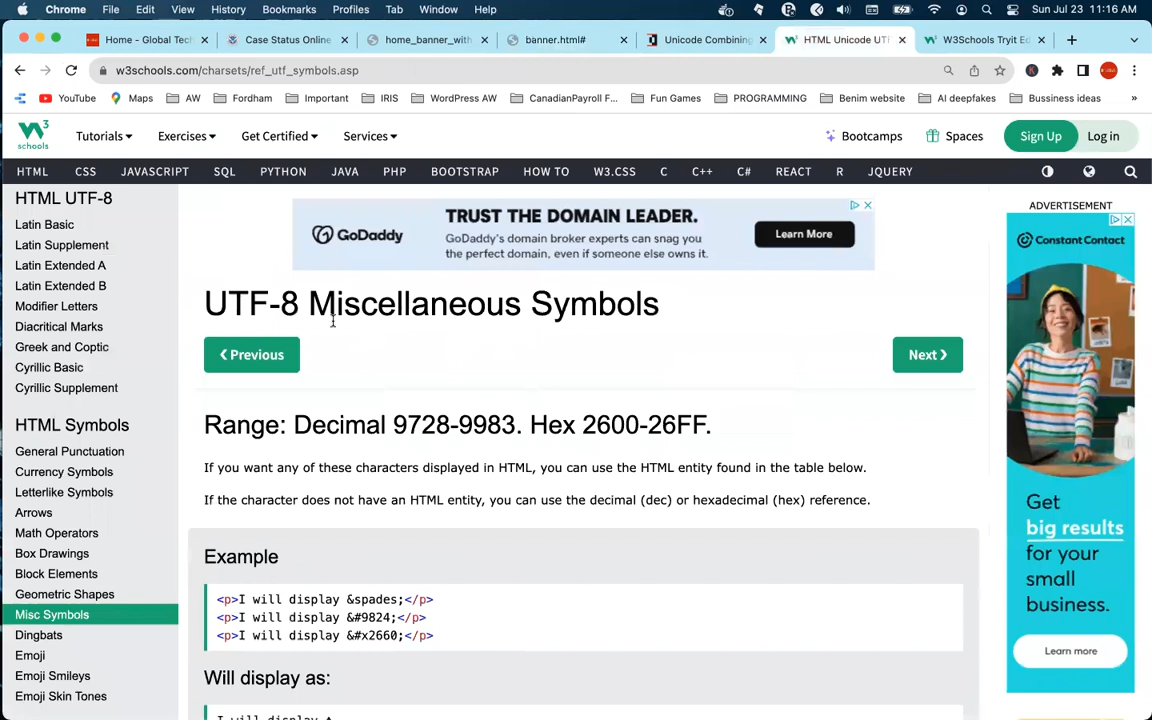 Chrome File Edit View History Bookmarks Profiles Tab Window Help Sun Jul 23 11:16 AM
Home - Global Tech Case Status Online home_banner_with banner.html# Unicode Combining HTML Unicode UTF W3Schools Tryit Ed
w3schools.com/charsets/ref_utf_symbols.asp
YouTube Maps AW Fordham Important IRIS WordPress AW CanadianPayroll F... Fun Games PROGRAMMING Benim website AI deepfakes Bussiness ideas »
W3 schools Tutorials Exercises Get Certified Services Bootcamps Spaces Sign Up Log in
HTML CSS JAVASCRIPT SQL PYTHON JAVA PHP BOOTSTRAP HOW TO W3.CSS C C++ C# REACT R JQUERY
HTML UTF-8
Latin Basic
Latin Supplement
Latin Extended A
Latin Extended B
Modifier Letters
Diacritical Marks
Greek and Coptic
Cyrillic Basic
Cyrillic Supplement
HTML Symbols
General Punctuation
Currency Symbols
Letterlike Symbols
Arrows
Math Operators
Box Drawings
Block Elements
Geometric Shapes
Misc Symbols
Dingbats
Emoji
Emoji Smileys
Emoji Skin Tones
GoDaddy
TRUST THE DOMAIN LEADER.
GoDaddy's domain broker experts can snag you
the perfect domain, even if someone else owns it.
Learn More
UTF-8 Miscellaneous Symbols
❮ Previous
Next ❯
Range: Decimal 9728-9983. Hex 2600-26FF.
If you want any of these characters displayed in HTML, you can use the HTML entity found in the table below.
If the character does not have an HTML entity, you can use the decimal (dec) or hexadecimal (hex) reference.
Example
<p>I will display &spades;</p>
<p>I will display &#9824;</p>
<p>I will display &#x2660;</p>
Will display as:
I will display ♠
ADVERTISEMENT
Constant Contact
Get
big results
for your
small
business.
Learn more